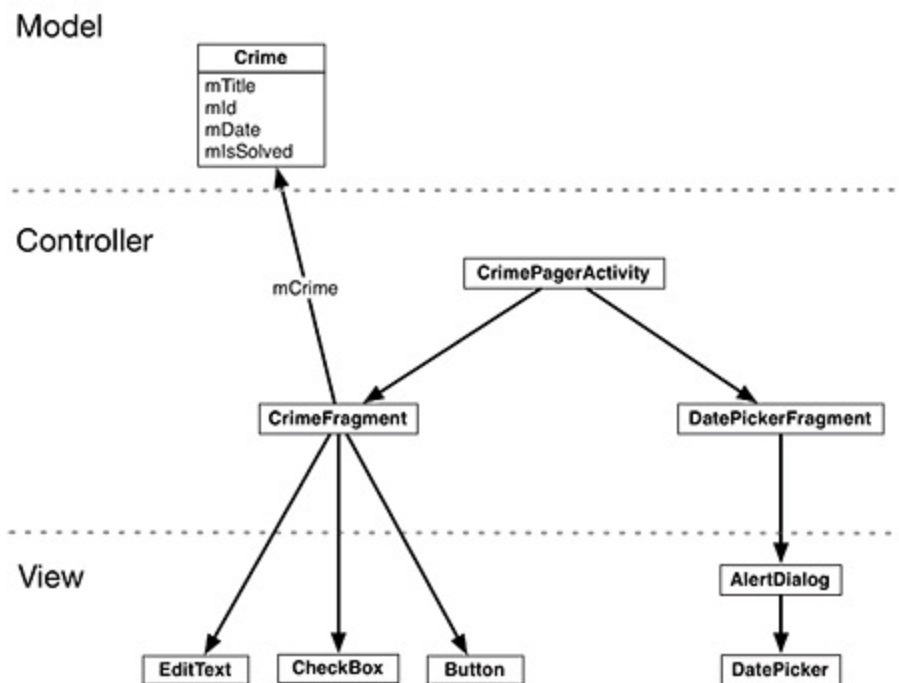 Model
Crime
mTitle
mId
mDate
mIsSolved
Controller
CrimePagerActivity
mCrime
CrimeFragment
DatePickerFragment
View
AlertDialog
EditText
CheckBox
Button
DatePicker